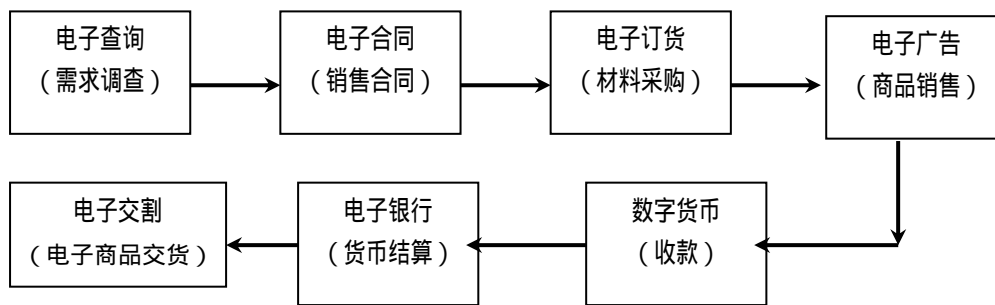 电子查询
（需求调查）
电子合同
（销售合同）
电子订货
（材料采购）
电子广告
（商品销售）
电子交割
（电子商品交货）
电子银行
（货币结算）
数字货币
（收款）